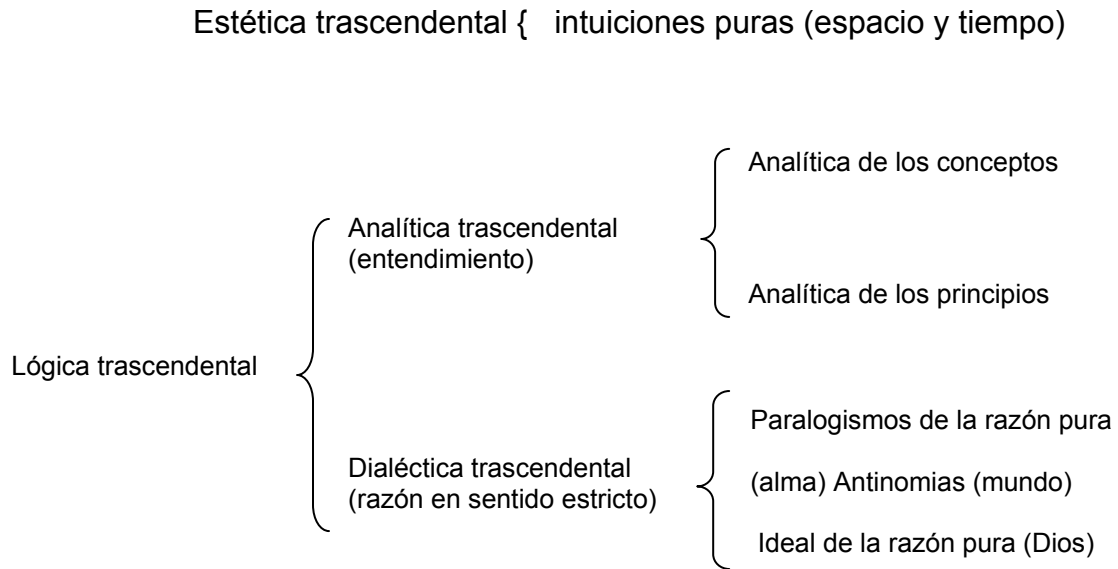 Estética trascendental { intuiciones puras (espacio y tiempo)
Analítica de los conceptos
Analítica trascendental
(entendimiento)
Analítica de los principios
Lógica trascendental
Paralogismos de la razón pura
Dialéctica trascendental
(razón en sentido estricto)
(alma) Antinomias (mundo)
Ideal de la razón pura (Dios)